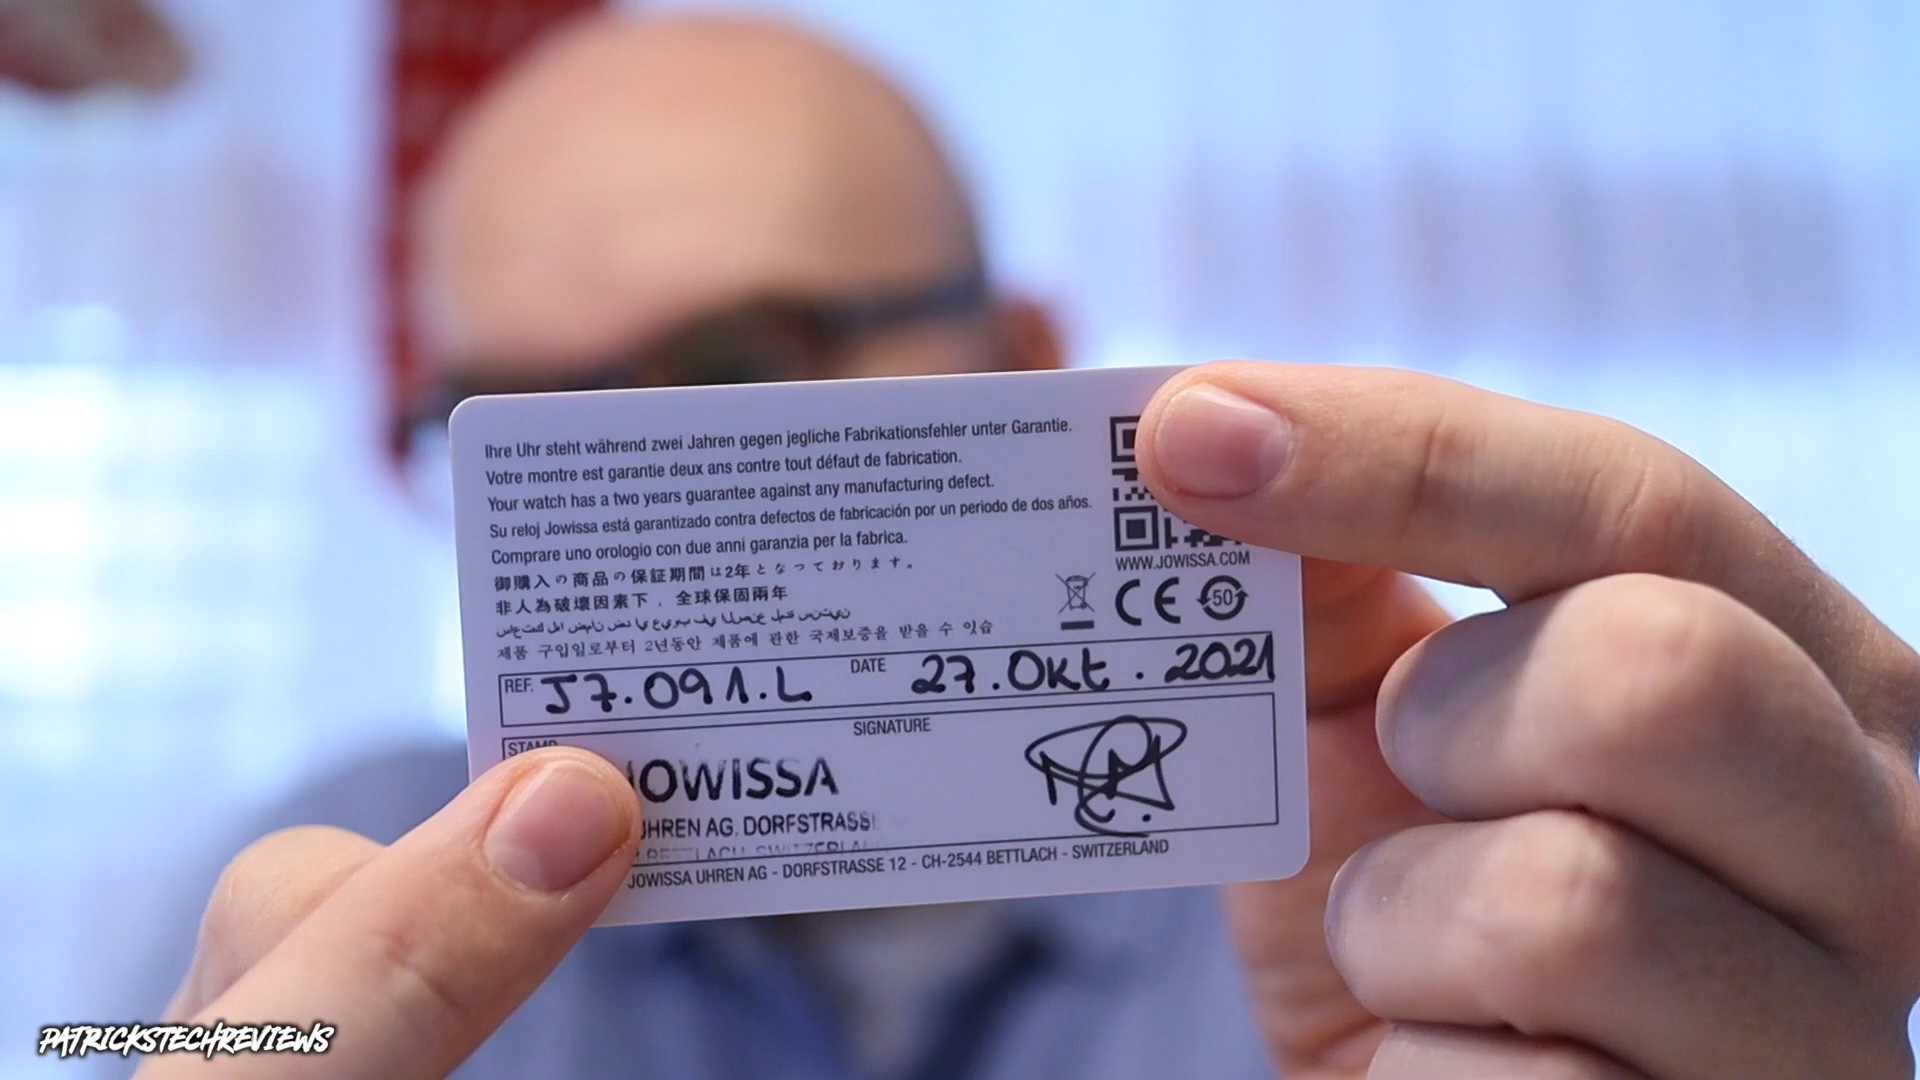 Ihre Uhr steht während zwei Jahren gegen jegliche Fabrikationsfehler unter Garantie.
Votre montre est garantie deux ans contre tout défaut de fabrication.
Your watch has a two years guarantee against any manufacturing defect.
Su reloj Jowissa está garantizado contra defectos de fabricación por un periodo de dos años.
Comprare uno orologio con due anni garanzia per la fabrica.
御購入の商品の保証期間は2年となっております。
非人為破壞因素下，全球保固兩年
제품 구입일로부터 2년동안 제품에 관한 국제보증을 받을 수 있습
WWW.JOWISSA.COM
CE 50
REF. J7.091.L DATE 27.Okt.2021
SIGNATURE
JOWISSA
UHREN AG. DORFSTRASSE
JOWISSA UHREN AG - DORFSTRASSE 12 - CH-2544 BETTLACH - SWITZERLAND
PATRICKSTECHREVIEWS